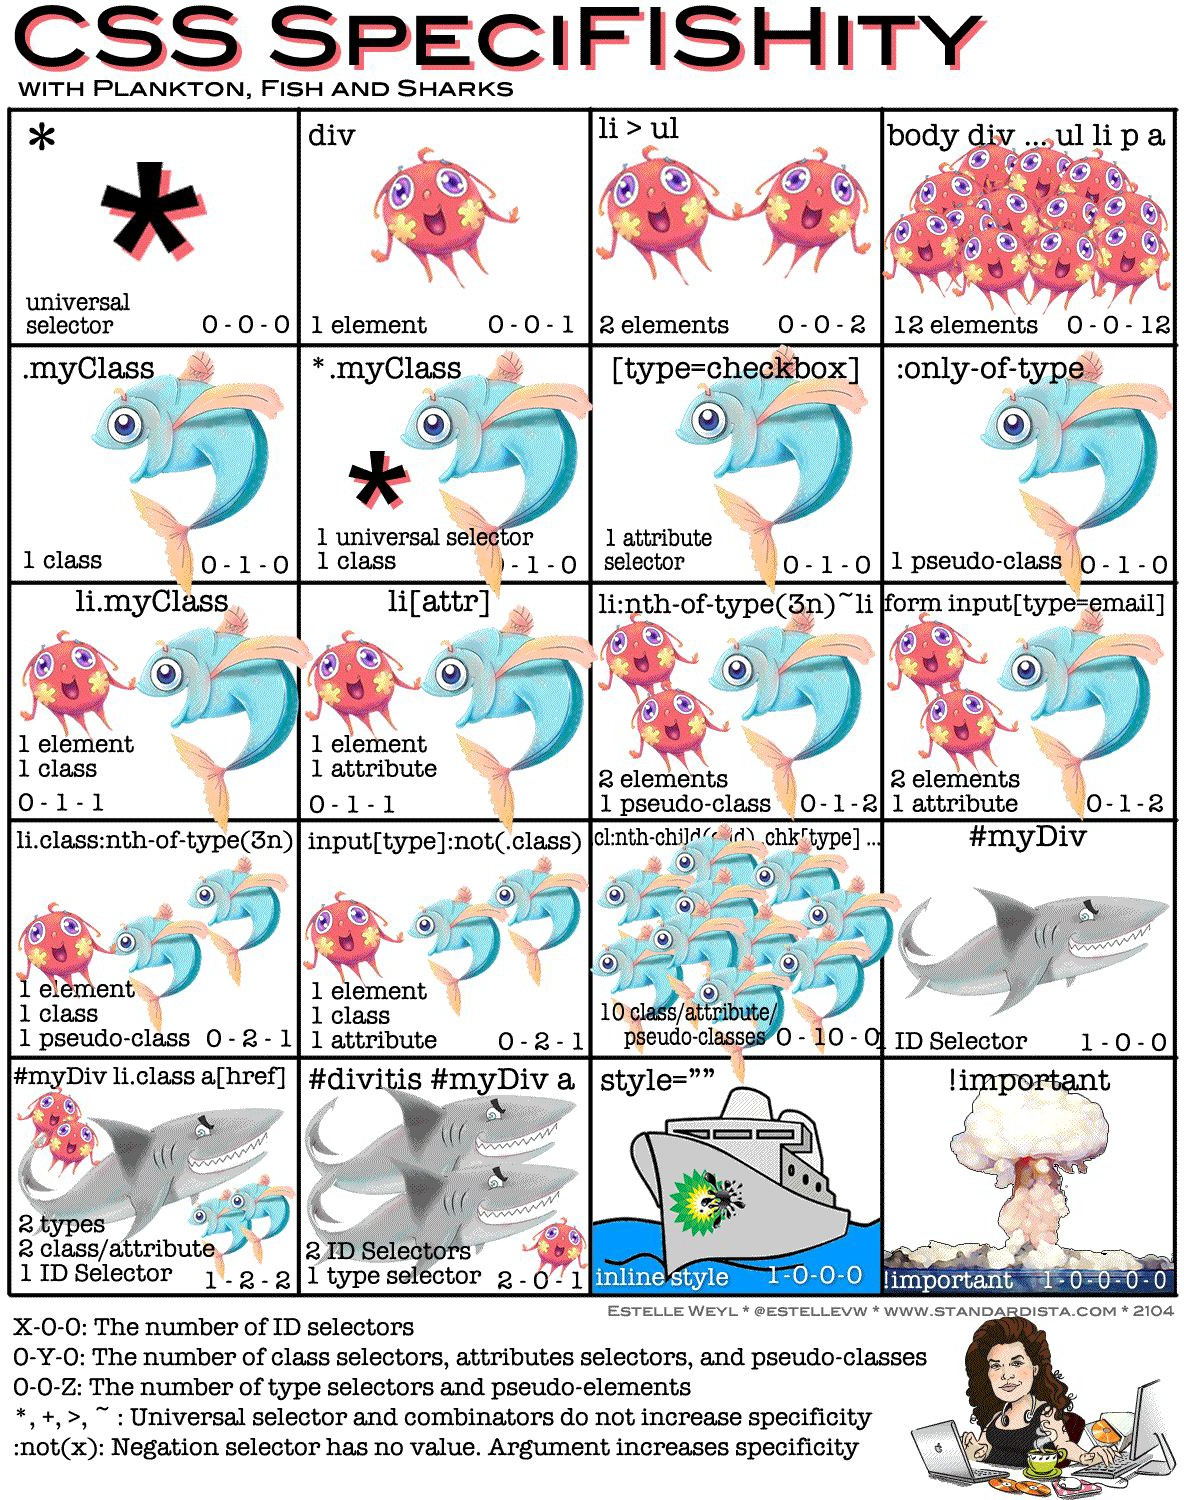 CSS SPECIFISHITY
WITH PLANKTON, FISH AND SHARKS
*
*
universal
selector
0-0-0
div
1 element
0-0-1
li > ul
2 elements
0-0-2
body div ... ul li p a
12 elements
0-0-12
.myClass
1 class
0-1-0
*.myClass
*
1 universal selector
1 class
0-1-0
[type=checkbox]
1 attribute
selector
0-1-0
:only-of-type
1 pseudo-class
0-1-0
li.myClass
1 element
1 class
0-1-1
li[attr]
1 element
1 attribute
0-1-1
li:nth-of-type(3n)~li
2 elements
1 pseudo-class
0-1-2
form input[type=email]
2 elements
1 attribute
0-1-2
li.class:nth-of-type(3n)
1 element
1 class
1 pseudo-class
0-2-1
input[type]:not(.class)
1 element
1 class
1 attribute
0-2-1
.chk[type] ...
10 class/attribute/
pseudo-classes
0-10-0
#myDiv
1 ID Selector
1-0-0
#myDiv li.class a[href]
2 types
2 class/attribute
1 ID Selector
1-2-2
#divitis #myDiv a
2 ID Selectors
1 type selector
2-0-1
style=””
inline style
1-0-0-0
!important
!important
1-0-0-0-0
ESTELLE WEYL * @ESTELLEVW * WWW.STANDARDISTA.COM * 2104
X-0-0: The number of ID selectors
0-Y-0: The number of class selectors, attributes selectors, and pseudo-classes
0-0-Z: The number of type selectors and pseudo-elements
*, +, >, ~ : Universal selector and combinators do not increase specificity
:not(x): Negation selector has no value. Argument increases specificity